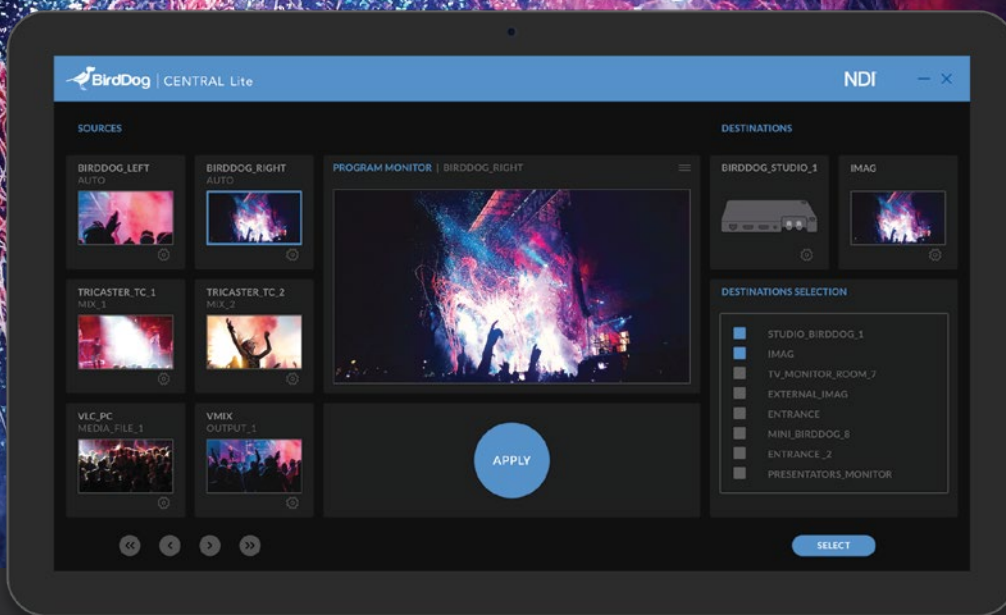 BirdDog | CENTRAL Lite
NDI
SOURCES
BIRDDOG_LEFT
AUTO
BIRDDOG_RIGHT
AUTO
TRICASTER_TC_1
MIX_1
TRICASTER_TC_2
MIX_2
VLC_PC
MEDIA_FILE_1
VMIX
OUTPUT_1
PROGRAM MONITOR | BIRDDOG_RIGHT
APPLY
DESTINATIONS
BIRDDOG_STUDIO_1
IMAG
DESTINATIONS SELECTION
STUDIO_BIRDDOG_1
IMAG
TV_MONITOR_ROOM_7
EXTERNAL_IMAG
ENTRANCE
MINI_BIRDDOG_8
ENTRANCE_2
PRESENTATORS_MONITOR
SELECT